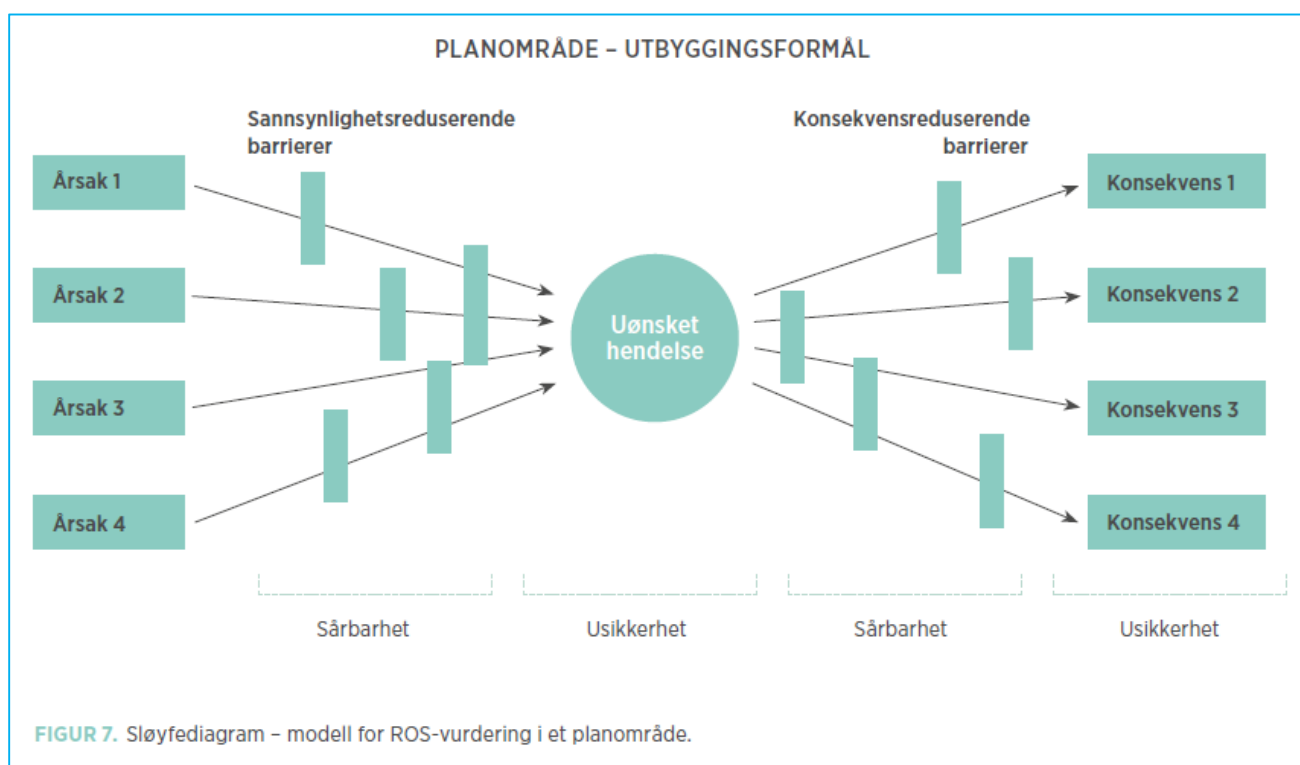 PLANOMRÅDE – UTBYGGINGSFORMÅL
Sannsynlighetsreduserende
barrierer
Konsekvensreduserende
barrierer
Årsak 1
Årsak 2
Årsak 3
Årsak 4
Uønsket
hendelse
Konsekvens 1
Konsekvens 2
Konsekvens 3
Konsekvens 4
Sårbarhet
Usikkerhet
Sårbarhet
Usikkerhet
FIGUR 7. Sløyfediagram – modell for ROS-vurdering i et planområde.